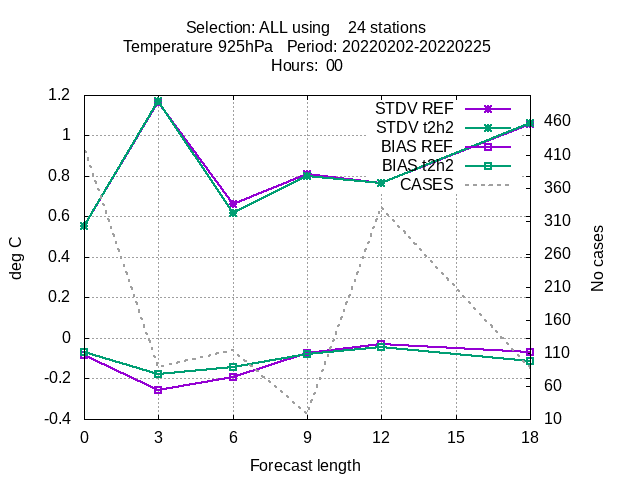 Selection: ALL using    24 stations
Temperature 925hPa   Period: 20220202-20220225
Hours:  00
1.2
1
0.8
0.6
0.4
0.2
0
-0.2
-0.4
deg C
STDV REF
STDV t2h2
BIAS REF
BIAS t2h2
CASES
460
410
360
310
260
210
160
110
60
10
No cases
0 3 6 9 12 15 18
Forecast length